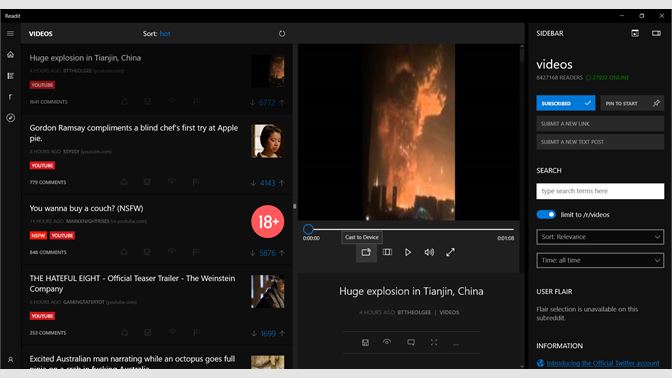 Readit
VIDEOS
Sort: hot
Huge explosion in Tianjin, China
4 HOURS AGO BTTHEOLGEE (youtube.com)
YOUTUBE
1641 COMMENTS
6772
Gordon Ramsay compliments a blind chef's first try at Apple
pie.
(youtube.com)
YOUTUBE
779 COMMENTS
4143
You wanna buy a couch? (NSFW)
11 HOURS AGO MARKKNIGHTRISES (m.youtube.com)
NSFW YOUTUBE
848 COMMENTS
18+
5876
THE HATEFUL EIGHT - Official Teaser Trailer - The Weinstein
Company
6 HOURS AGO GAMINGTATERTOT (youtube.com)
YOUTUBE
253 COMMENTS
1699
Excited Australian man narrating while an octopus goes full
ninja on a crab is fucking Australian
Cast to Device
0:00:00
0:01:08
Huge explosion in Tianjin, China
4 HOURS AGO BTTHEOLGEE | VIDEOS
SIDEBAR
videos
8427168 READERS 27932 ONLINE
SUBSCRIBED
PIN TO START
SUBMIT A NEW LINK
SUBMIT A NEW TEXT POST
SEARCH
type search terms here
limit to /r/videos
Sort: Relevance
Time: all time
USER FLAIR
Flair selection is unavailable on this
subreddit.
INFORMATION
Introducing the Official Twitter account